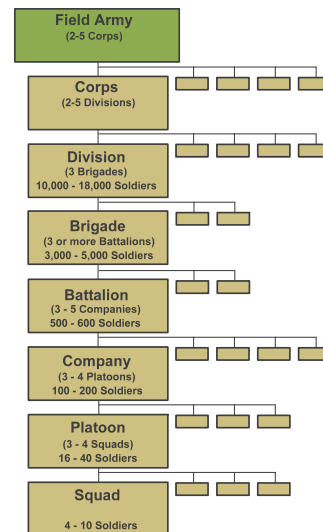 Field Army
(2-5 Corps)
Corps
(2-5 Divisions)
Division
(3 Brigades)
10,000 - 18,000 Soldiers
Brigade
(3 or more Battalions)
3,000 - 5,000 Soldiers
Battalion
(3 - 5 Companies)
500 - 600 Soldiers
Company
(3 - 4 Platoons)
100 - 200 Soldiers
Platoon
(3 - 4 Squads)
16 - 40 Soldiers
Squad
4 - 10 Soldiers